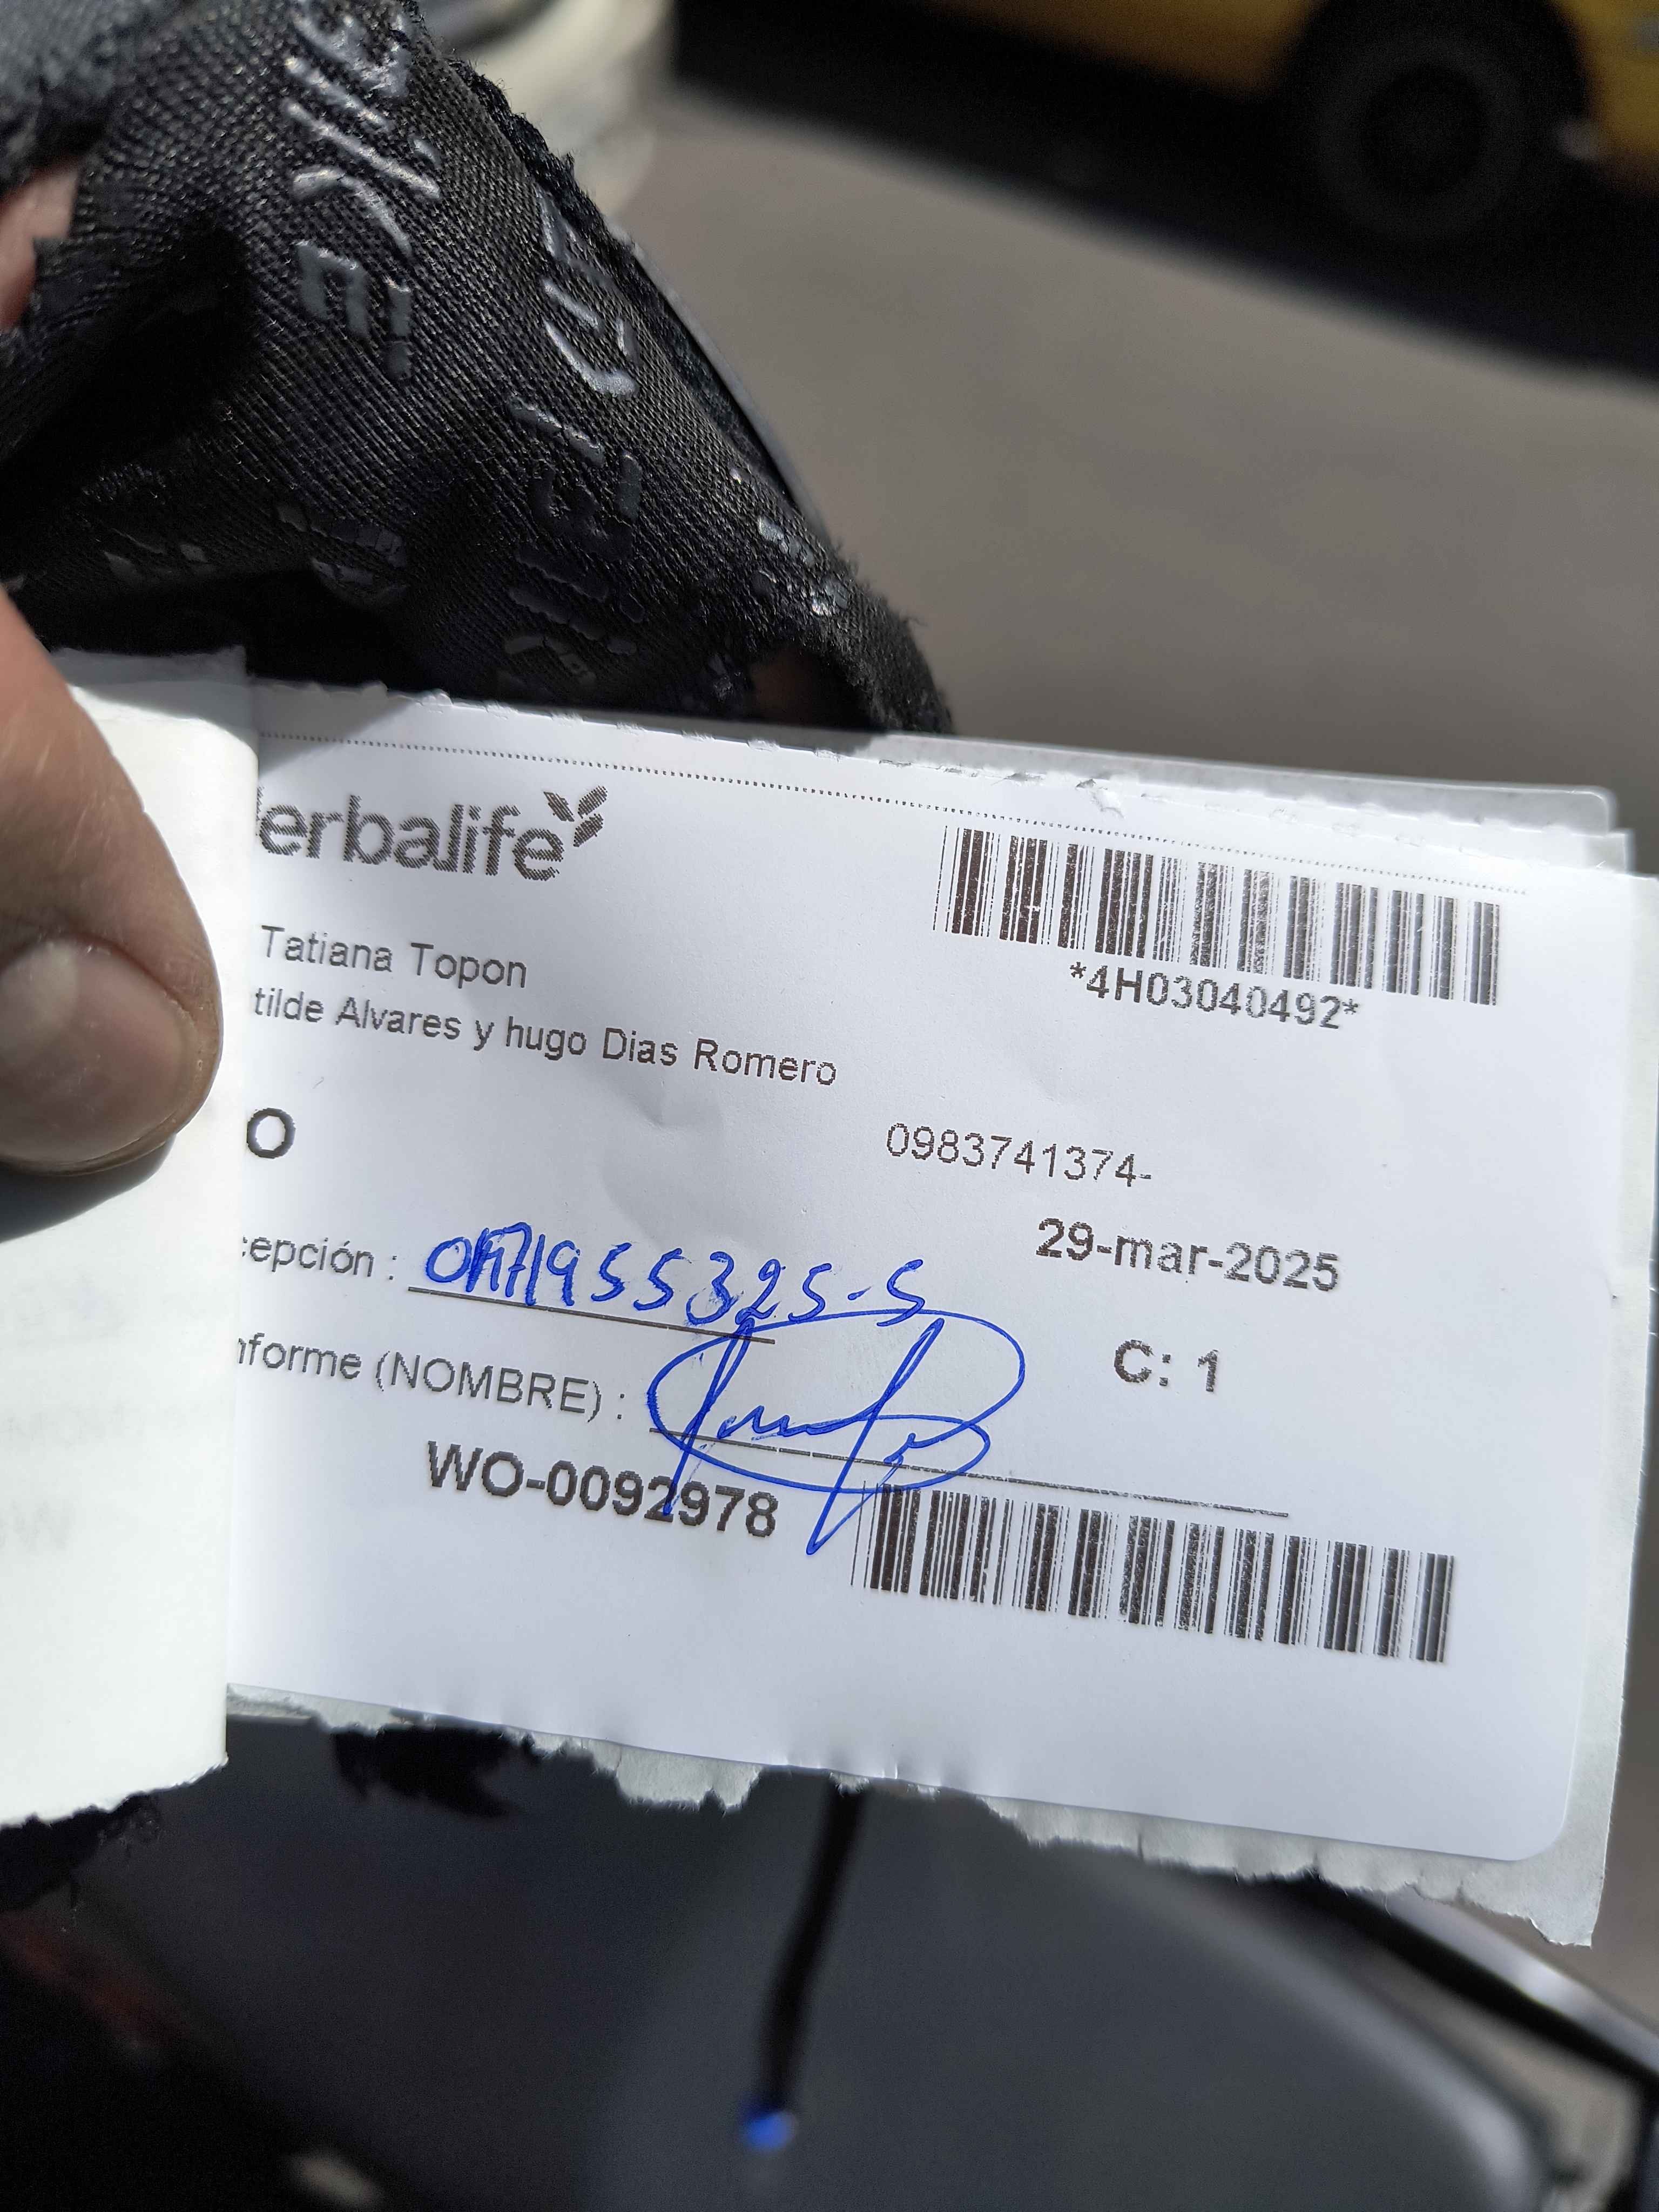 erbalife
*4H03040492*
Tatiana Topon
tilde Alvares y hugo Dias Romero
O
0983741374-
29-mar-2025
cepción :
C: 1
nforme (NOMBRE) :
WO-0092978